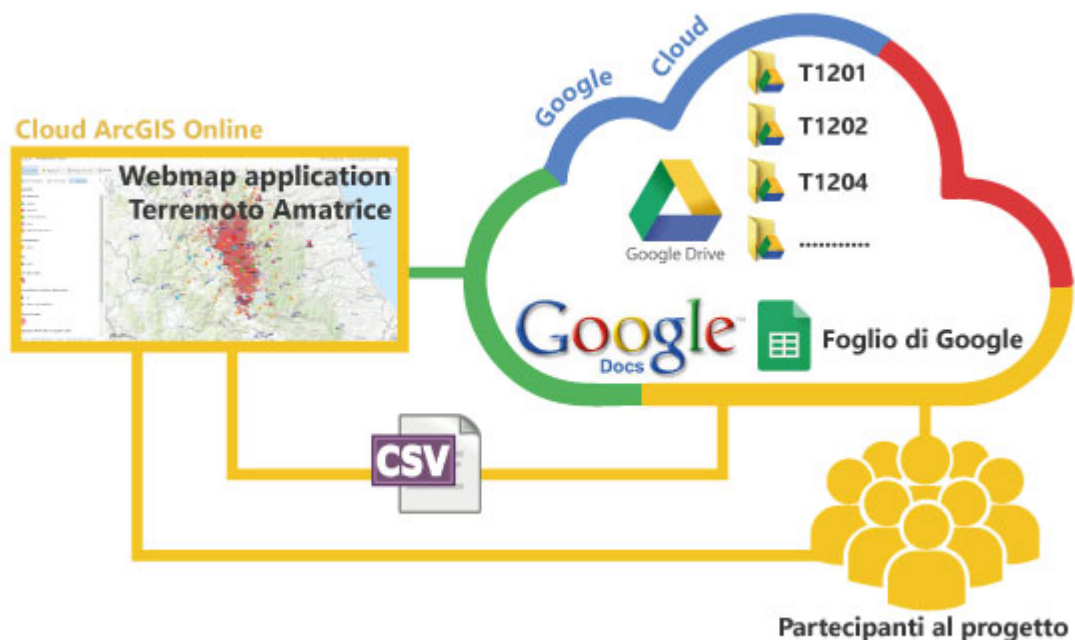 Google Cloud
T1201
T1202
T1204
...........
Cloud ArcGIS Online
Webmap application
Terremoto Amatrice
Google Drive
Google™
Docs
Foglio di Google
CSV
Partecipanti al progetto